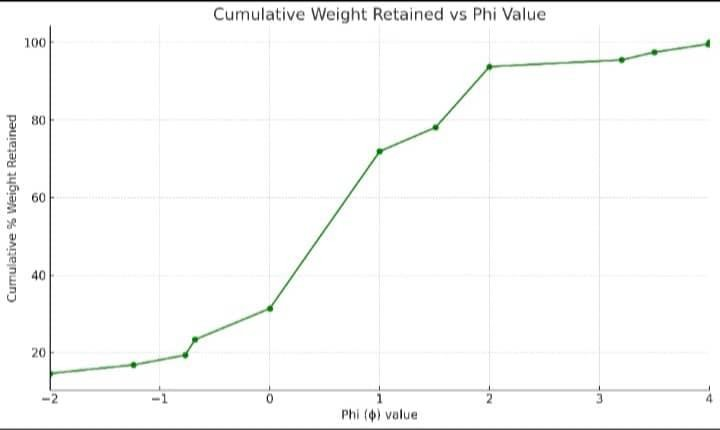 Cumulative Weight Retained vs Phi Value
Cumulative % Weight Retained
100
80
60
40
20
−2 −1 0 1 2 3 4
Phi (ϕ) value